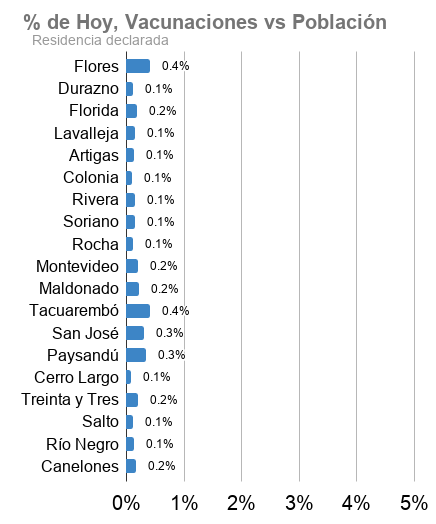 % de Hoy, Vacunaciones vs Población
Residencia declarada
Flores 0.4%
Durazno 0.1%
Florida 0.2%
Lavalleja 0.1%
Artigas 0.1%
Colonia 0.1%
Rivera 0.1%
Soriano 0.1%
Rocha 0.1%
Montevideo 0.2%
Maldonado 0.2%
Tacuarembó 0.4%
San José 0.3%
Paysandú 0.3%
Cerro Largo 0.1%
Treinta y Tres 0.2%
Salto 0.1%
Río Negro 0.1%
Canelones 0.2%
0% 1% 2% 3% 4% 5%